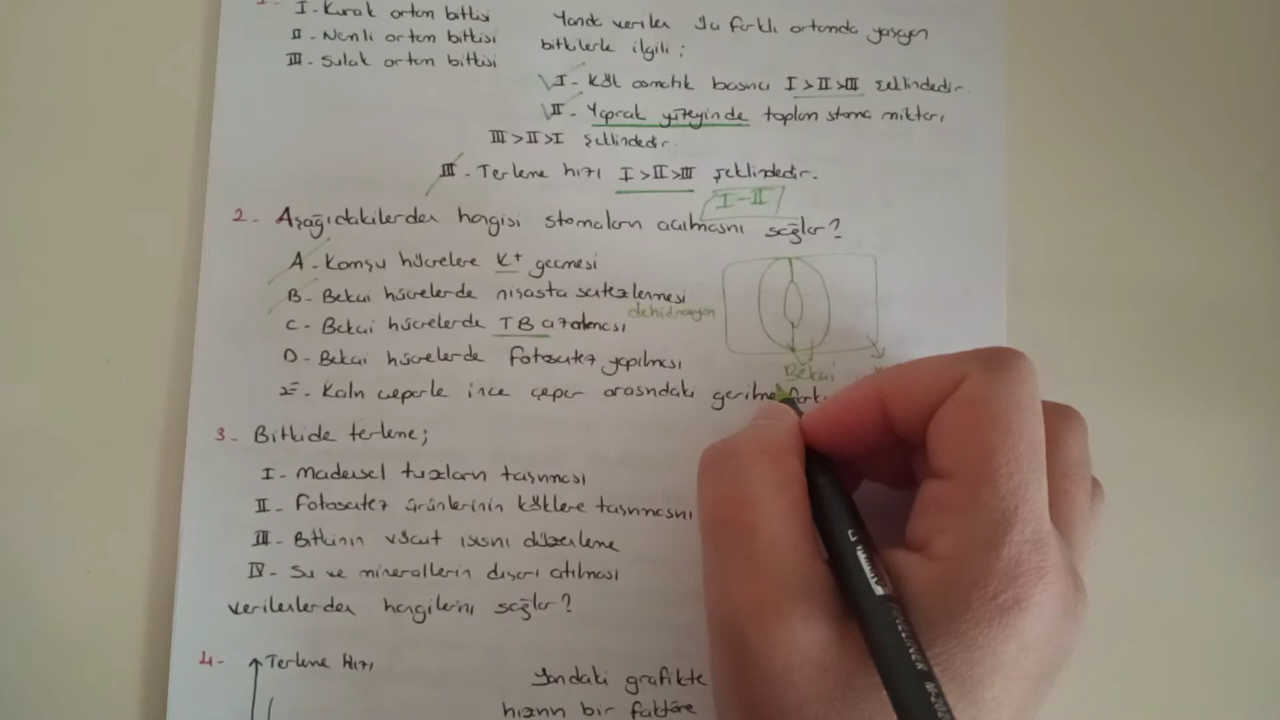 1-
I- Kurak ortam bitkisi
II- Nemli ortam bitkisi
III- Sulak ortam bitkisi
Yanda verilen farklı ortamda yaşayan
bitkilerle ilgili;
I- Kök osmotik basıncı I>II>III şeklindedir.
II- Yaprak yüzeyinde toplam stoma miktarı
III>II>I şeklindedir.
III- Terleme hızı I>II>III şeklindedir.
I-II
2- Aşağıdakilerden hangisi stomaların açılmasını sağlar?
A- Komşu hücrelere K+ geçmesi
B- Bekçi hücrelerde nişasta sentezlenmesi
dehidrasyon
C- Bekçi hücrelerde TB azalması
D- Bekçi hücrelerde fotosentez yapılması
Bekçi
E- Kalın çeperle ince çeper arasındaki gerilme farkı
3- Bitkide terleme;
I- madensel tuzların taşınması
II- Fotosentez ürünlerinin köklere taşınmasını
III- Bitkinin vücut ısısını düzenleme
IV- Su ve minerallerin dışarı atılması
verilenlerden hangilerini sağlar?
4- Terleme Hızı
Yandaki grafikte
hızının bir faktöre